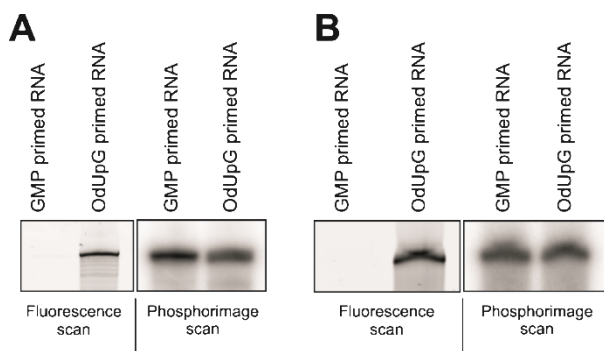 A
GMP primed RNA
OdUpG primed RNA
GMP primed RNA
OdUpG primed RNA
Fluorescence
scan
Phosphorimage
scan
B
GMP primed RNA
OdUpG primed RNA
GMP primed RNA
OdUpG primed RNA
Fluorescence
scan
Phosphorimage
scan